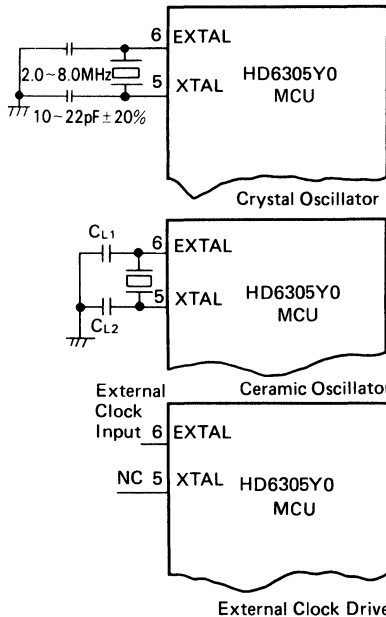 6 EXTAL
2.0~8.0MHz
HD6305Y0
MCU
5 XTAL
10~22pF±20%
Crystal Oscillator
CL1
6 EXTAL
5 XTAL
HD6305Y0
MCU
CL2
Ceramic Oscillator
External
Clock
Input 6 EXTAL
NC 5 XTAL
HD6305Y0
MCU
External Clock Drive